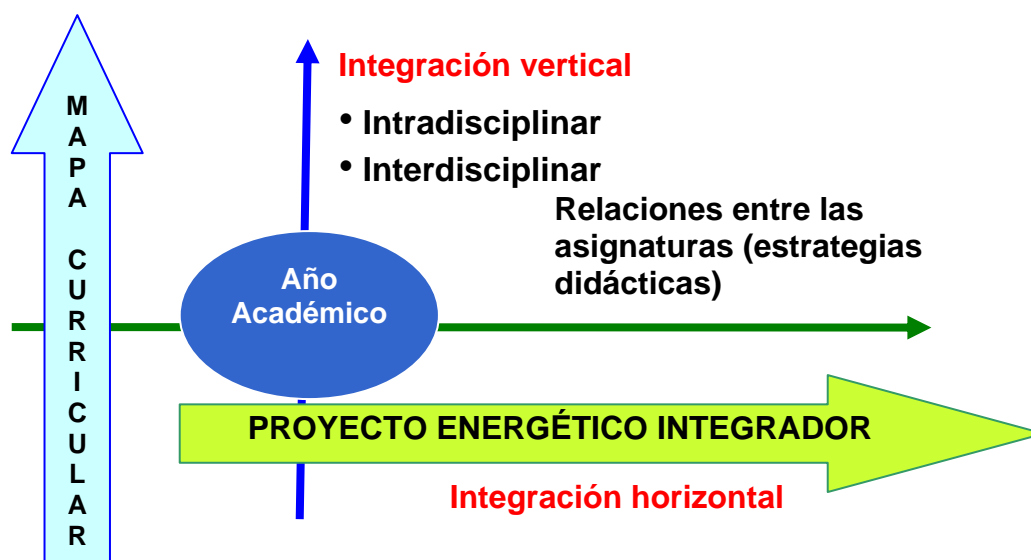 MAPA CURRICULAR
Integración vertical
• Intradisciplinar
• Interdisciplinar
Relaciones entre las
asignaturas (estrategias
didácticas)
Año
Académico
PROYECTO ENERGÉTICO INTEGRADOR
Integración horizontal